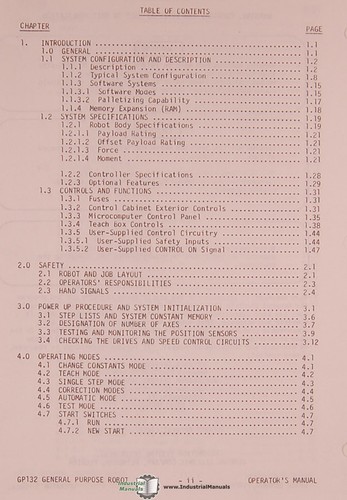 TABLE OF CONTENTS
CHAPTER PAGE
1. INTRODUCTION 1.1
1.0 GENERAL 1.1
1.1 SYSTEM CONFIGURATION AND DESCRIPTION 1.2
1.1.1 Description 1.2
1.1.2 Typical System Configuration 1.8
1.1.3 Software Systems 1.15
1.1.3.1 Software Modes 1.15
1.1.3.2 Palletizing Capability 1.17
1.1.4 Memory Expansion (RAM) 1.18
1.2 SYSTEM SPECIFICATIONS 1.19
1.2.1 Robot Body Specifications 1.19
1.2.1.1 Payload Rating 1.21
1.2.1.2 Offset Payload Rating 1.21
1.2.1.3 Force 1.21
1.2.1.4 Moment 1.21
1.2.2 Controller Specifications 1.28
1.2.3 Optional Features 1.29
1.3 CONTROLS AND FUNCTIONS 1.31
1.3.1 Fuses 1.31
1.3.2 Control Cabinet Exterior Controls 1.31
1.3.3 Microcomputer Control Panel 1.35
1.3.4 Teach Box Controls 1.38
1.3.5 User-Supplied Control Circuitry 1.44
1.3.5.1 User-Supplied Safety Inputs 1.44
1.3.5.2 User-Supplied CONTROL ON Signal 1.47
2.0 SAFETY 2.1
2.1 ROBOT AND JOB LAYOUT 2.1
2.2 OPERATORS' RESPONSIBILITIES 2.3
2.3 HAND SIGNALS 2.4
3.0 POWER UP PROCEDURE AND SYSTEM INITIALIZATION 3.1
3.1 STEP LISTS AND SYSTEM CONSTANT MEMORY 3.6
3.2 DESIGNATION OF NUMBER OF AXES 3.7
3.3 TESTING AND MONITORING THE POSITION SENSORS 3.9
3.4 CHECKING THE DRIVES AND SPEED CONTROL CIRCUITS 3.12
4.0 OPERATING MODES 4.1
4.1 CHANGE CONSTANTS MODE 4.1
4.2 TEACH MODE 4.2
4.3 SINGLE STEP MODE 4.3
4.4 CORRECTION MODES 4.4
4.5 AUTOMATIC MODE 4.5
4.6 TEST MODE 4.6
4.7 START SWITCHES 4.7
4.7.1 RUN 4.7
4.7.2 NEW START 4.7
GP132 GENERAL PURPOSE ROBOT - ii - OPERATOR'S MANUAL
Industrial Manuals
www.IndustrialManuals